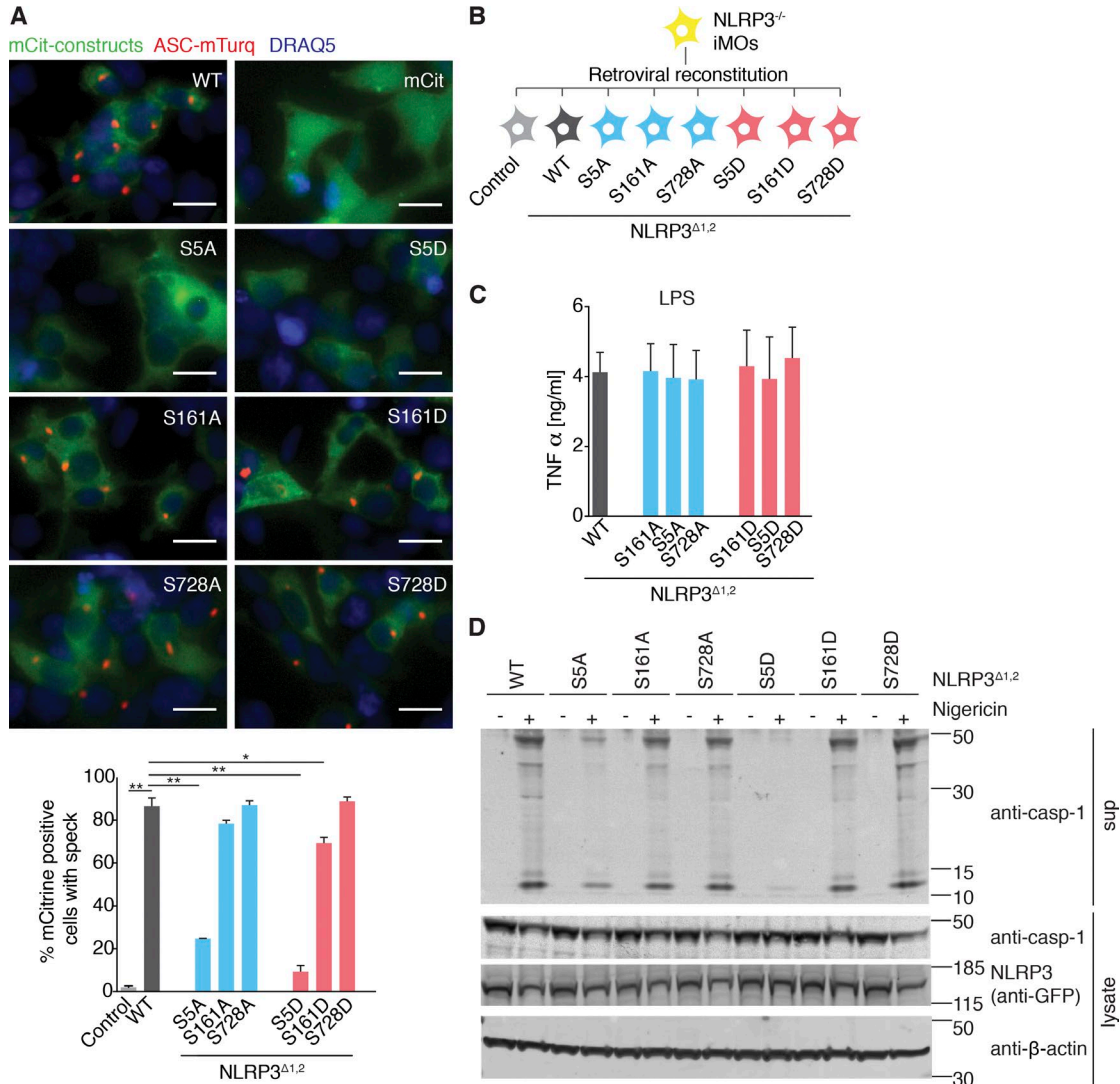 A
mCit-constructs ASC-mTurq DRAQ5
WT
mCit
S5A
S5D
S161A
S161D
S728A
S728D
% mCitrine positive
cells with speck
100
80
60
40
20
0
**
**
**
*
Control
WT
S5A
S161A
S728A
S5D
S161D
S728D
NLRP3Δ1,2
B
NLRP3-/-
iMOs
Retroviral reconstitution
Control
WT
S5A
S161A
S728A
S5D
S161D
S728D
NLRP3Δ1,2
C
LPS
TNF α [ng/ml]
6
4
2
0
WT
S161A
S5A
S728A
S161D
S5D
S728D
NLRP3Δ1,2
D
WT S5A S161A S728A S5D S161D S728D NLRP3Δ1,2
- + - + - + - + - + - + - + Nigericin
50
30
anti-casp-1
15
10
sup
50
anti-casp-1
185
NLRP3
(anti-GFP)
115
50
anti-β-actin
30
lysate